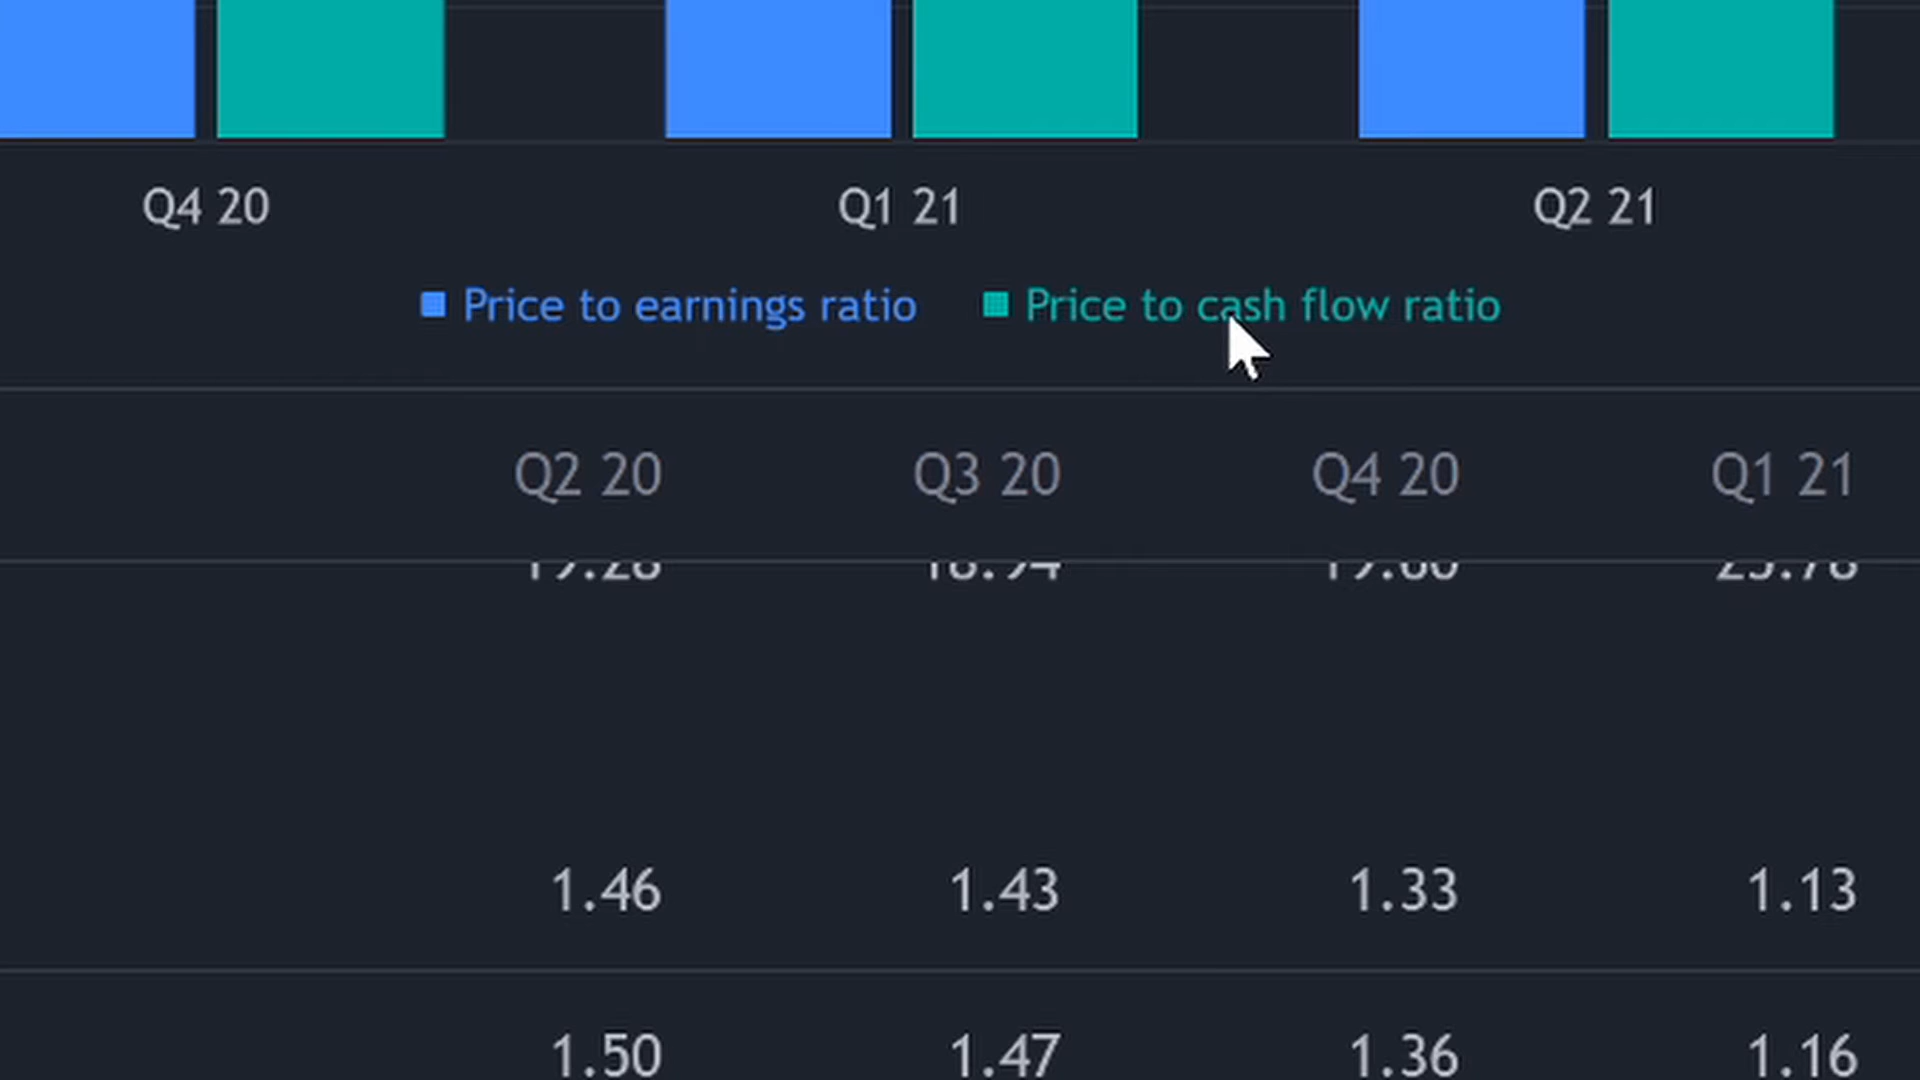 Q4 20 Q1 21 Q2 21
Price to earnings ratio Price to cash flow ratio
Q2 20 Q3 20 Q4 20 Q1 21
1.46 1.43 1.33 1.13
1.50 1.47 1.36 1.16